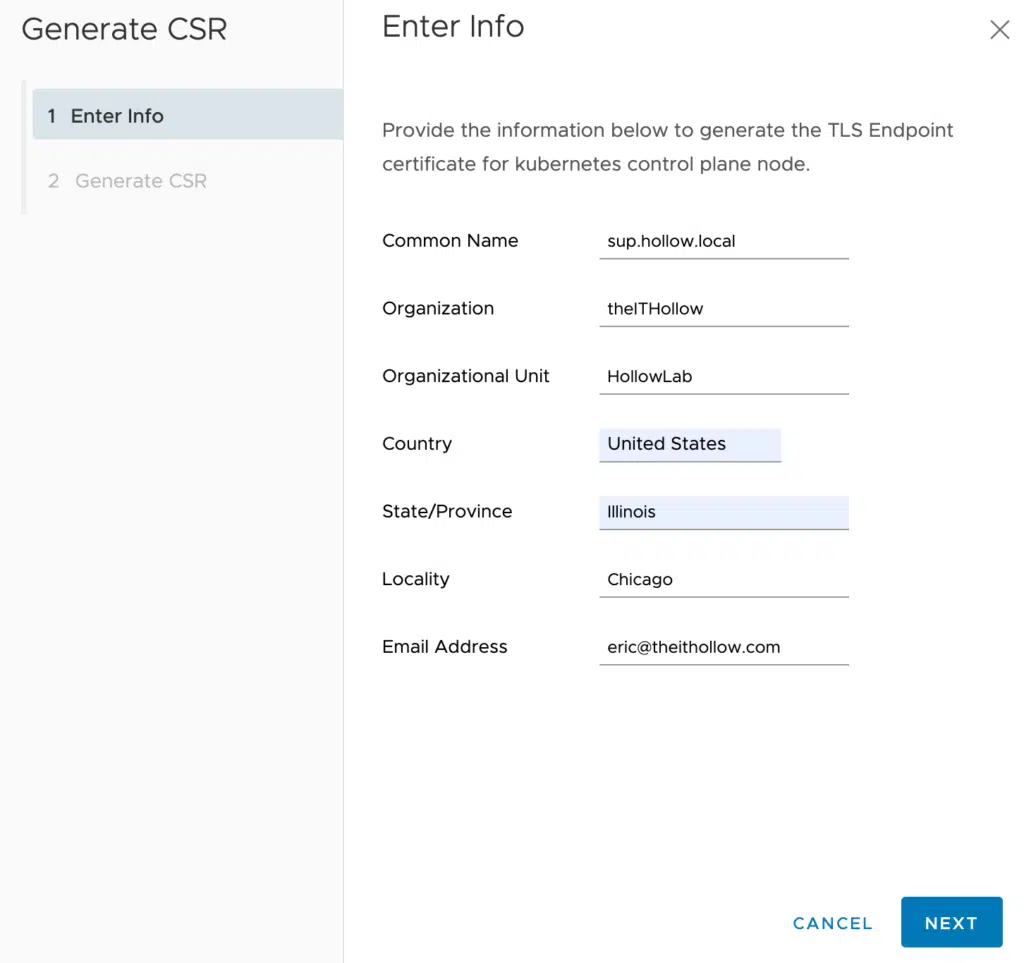 Generate CSR
1 Enter Info
2 Generate CSR
Enter Info
Provide the information below to generate the TLS Endpoint
certificate for kubernetes control plane node.
Common Name sup.hollow.local
Organization theITHollow
Organizational Unit HollowLab
Country United States
State/Province Illinois
Locality Chicago
Email Address eric@theithollow.com
CANCEL NEXT